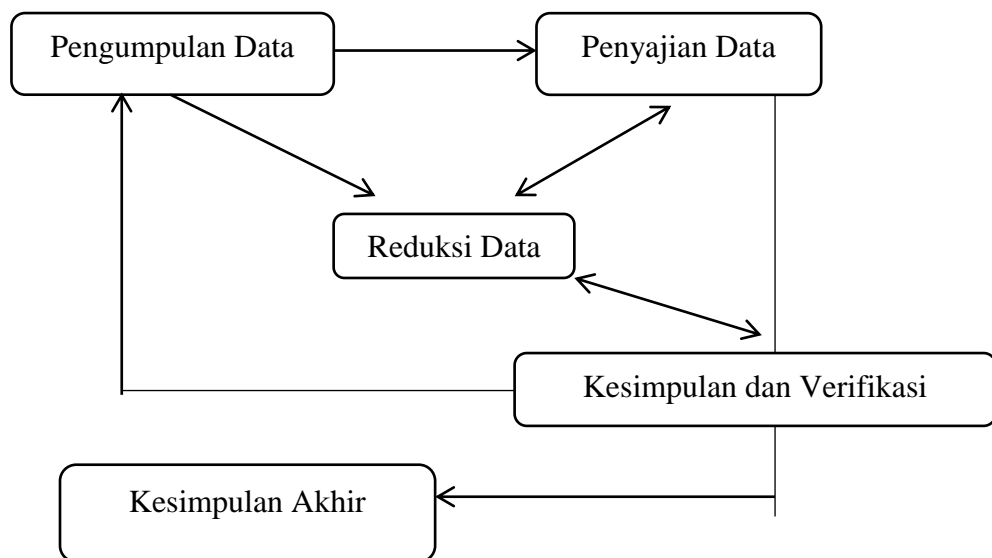 Pengumpulan Data
Penyajian Data
Reduksi Data
Kesimpulan dan Verifikasi
Kesimpulan Akhir